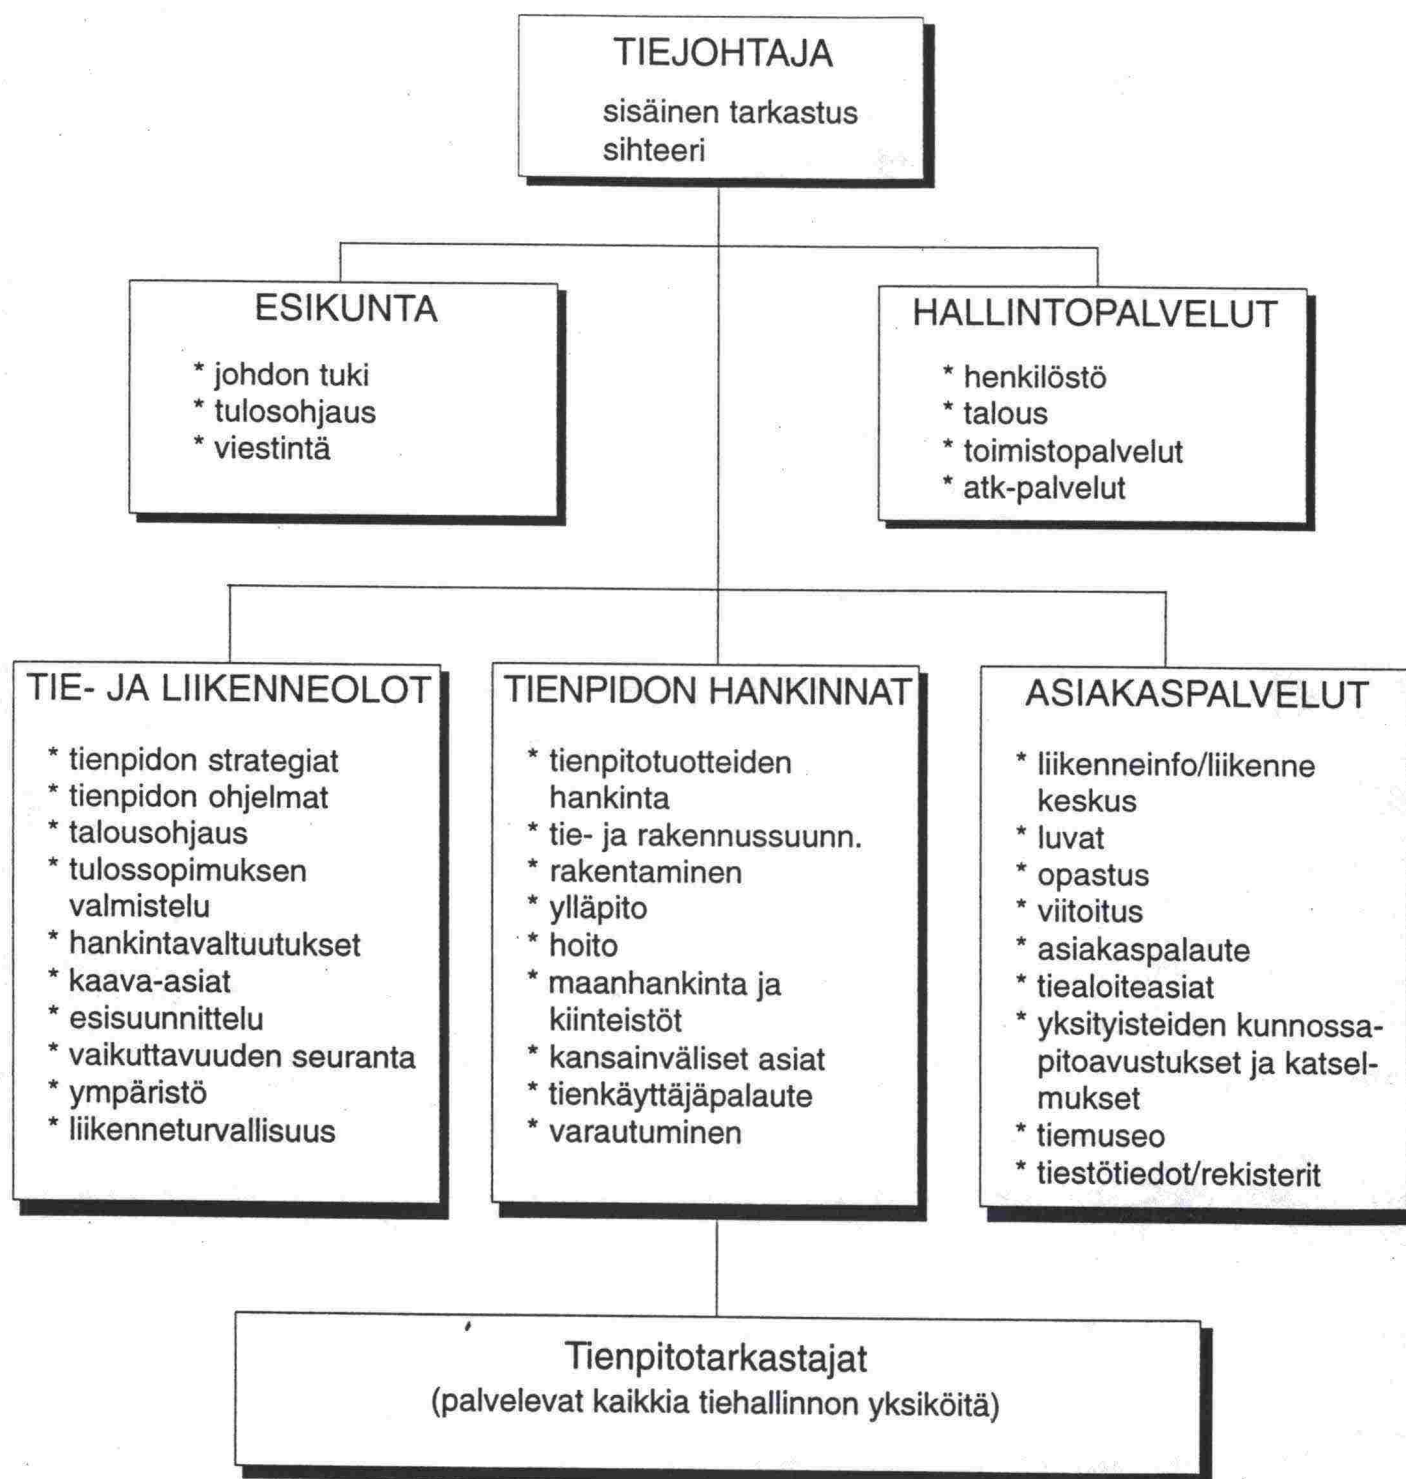 TIEJOHTAJA
sisäinen tarkastus
sihteeri
ESIKUNTA
* johdon tuki
* tulosohjaus
* viestintä
HALLINTOPALVELUT
* henkilöstö
* talous
* toimistopalvelut
* atk-palvelut
TIE- JA LIIKENNEOLOT
* tienpidon strategiat
* tienpidon ohjelmat
* talousohjaus
* tulossopimuksen
valmistelu
* hankintavaltuutukset
* kaava-asiat
* esisuunnittelu
* vaikuttavuuden seuranta
* ympäristö
* liikenneturvallisuus
TIENPIDON HANKINNAT
* tienpitotuotteiden
hankinta
* tie- ja rakennussuunn.
* rakentaminen
* ylläpito
* hoito
* maanhankinta ja
kiinteistöt
* kansainväliset asiat
* tienkäyttäjäpalaute
* varautuminen
ASIAKASPALVELUT
* liikenneinfo/liikenne
keskus
* luvat
* opastus
* viitoitus
* asiakaspalaute
* tiealoiteasiat
* yksityisteiden kunnossa-
pitoavustukset ja katsel-
mukset
* tiemuseo
* tiestötiedot/rekisterit
Tienpitotarkastajat
(palvelevat kaikkia tiehallinnon yksiköitä)